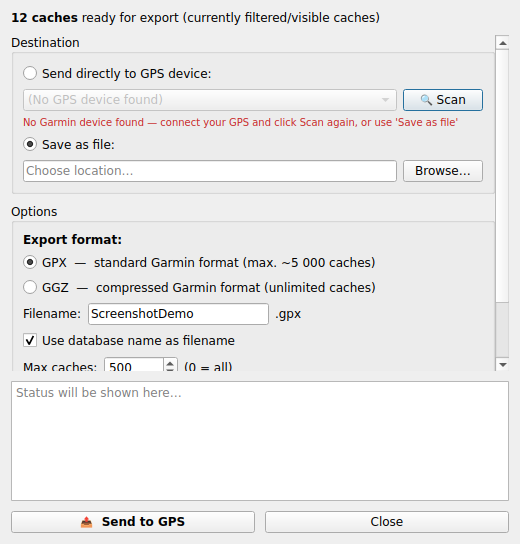 12 caches ready for export (currently filtered/visible caches)
Destination
Send directly to GPS device:
(No GPS device found)
Scan
No Garmin device found — connect your GPS and click Scan again, or use 'Save as file'
Save as file:
Choose location...
Browse...
Options
Export format:
GPX — standard Garmin format (max. ~5 000 caches)
GGZ — compressed Garmin format (unlimited caches)
Filename: ScreenshotDemo .gpx
Use database name as filename
Max caches: 500 (0 = all)
Status will be shown here...
Send to GPS
Close